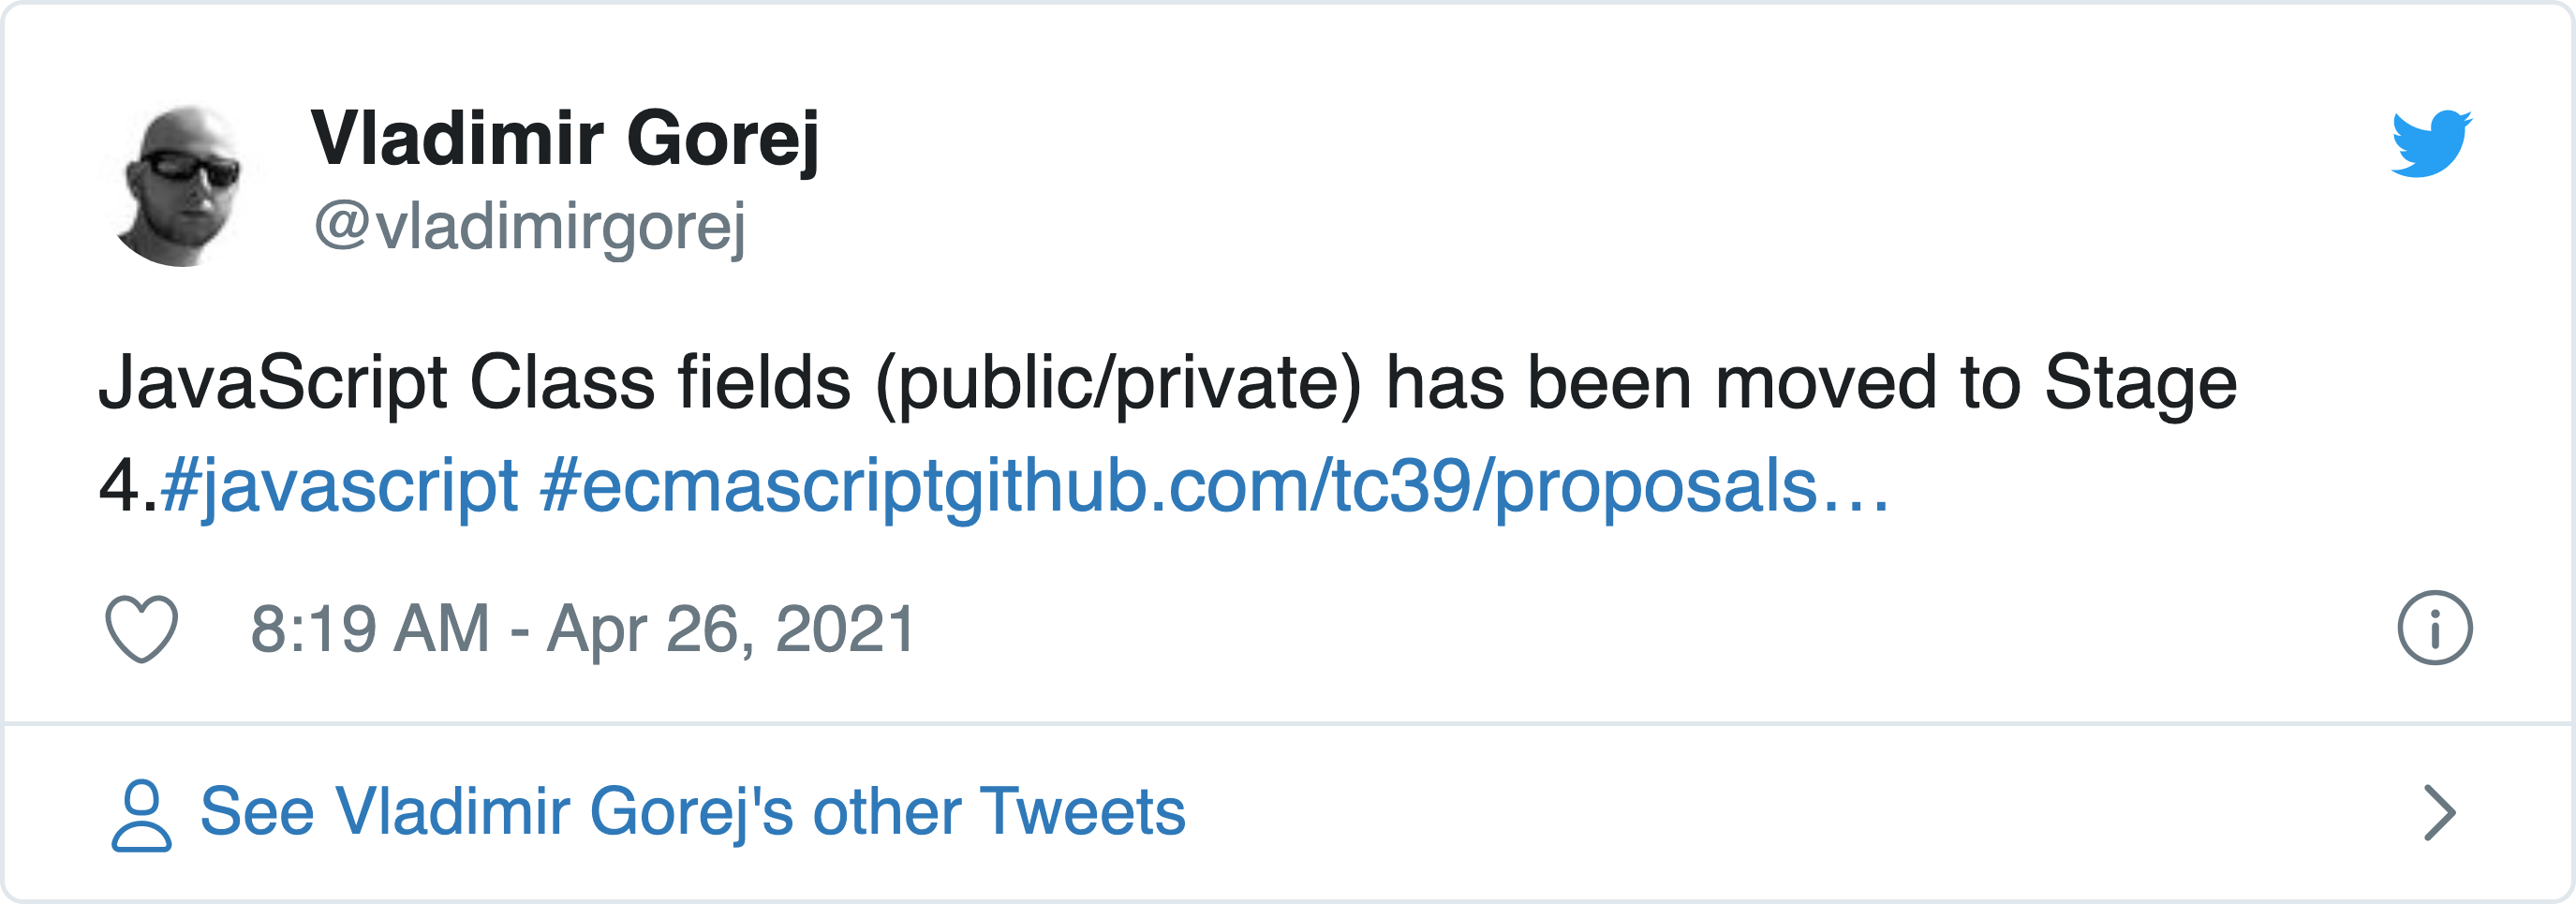 Vladimir Gorej
@vladimirgorej
JavaScript Class fields (public/private) has been moved to Stage
4.#javascript #ecmascriptgithub.com/tc39/proposals…
8:19 AM - Apr 26, 2021
See Vladimir Gorej's other Tweets